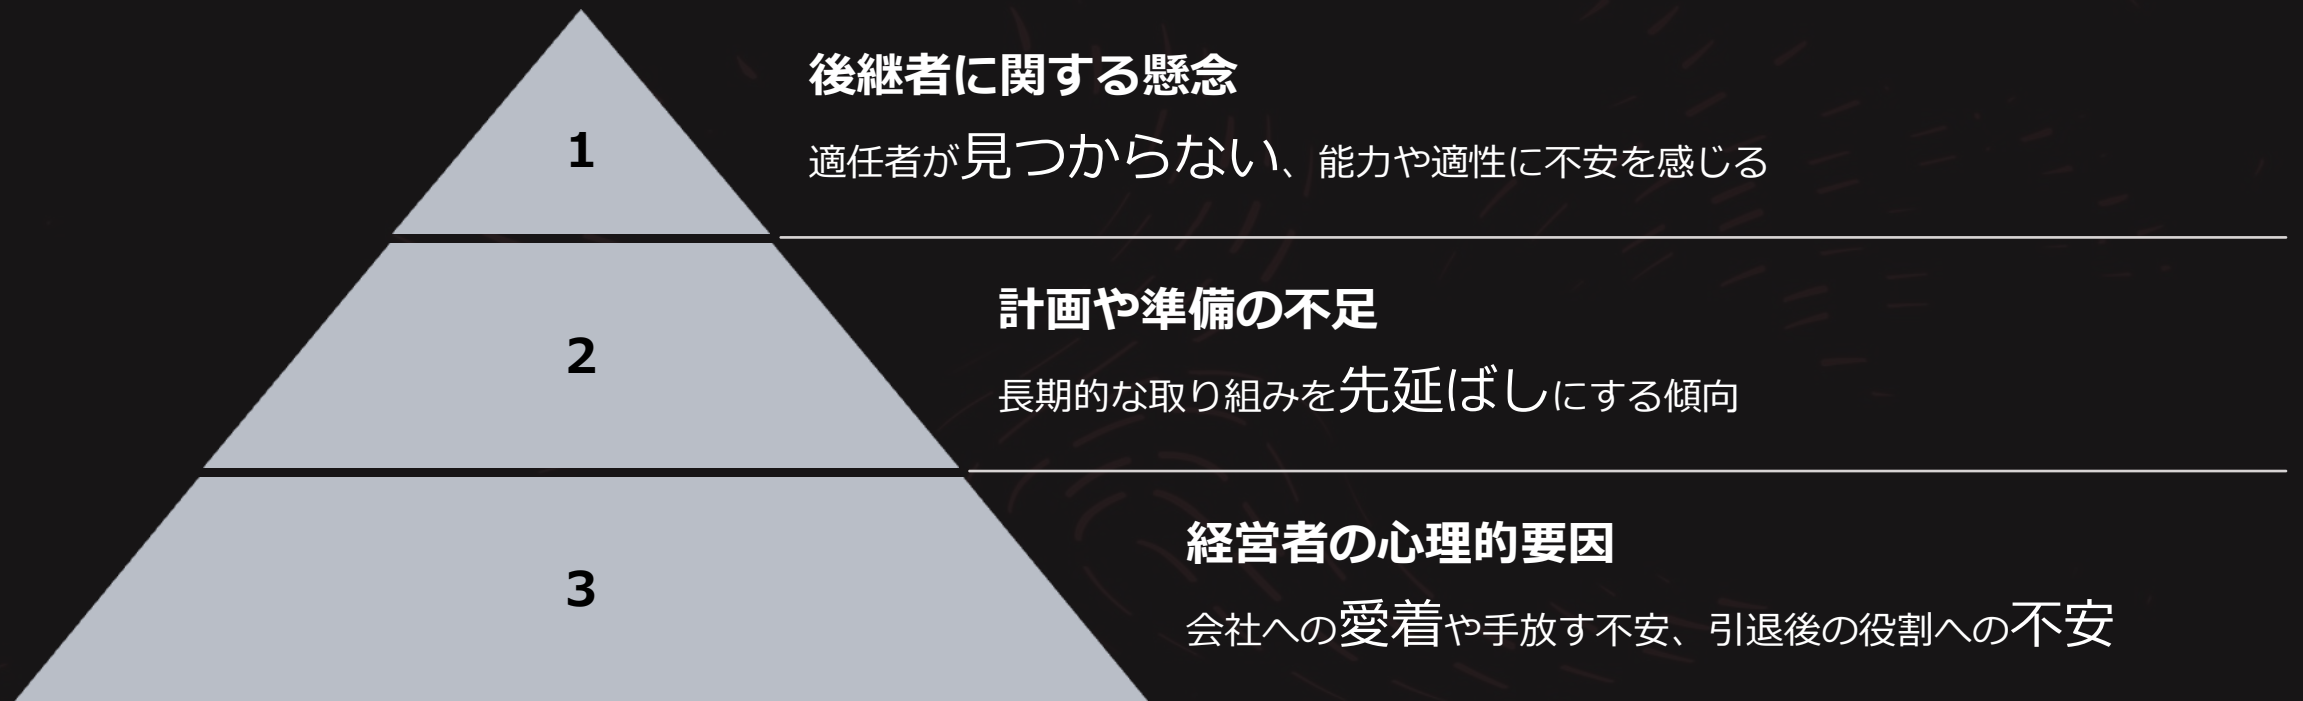 1
後継者に関する懸念
適任者が見つからない、能力や適性に不安を感じる
2
計画や準備の不足
長期的な取り組みを先延ばしにする傾向
3
経営者の心理的要因
会社への愛着や手放す不安、引退後の役割への不安